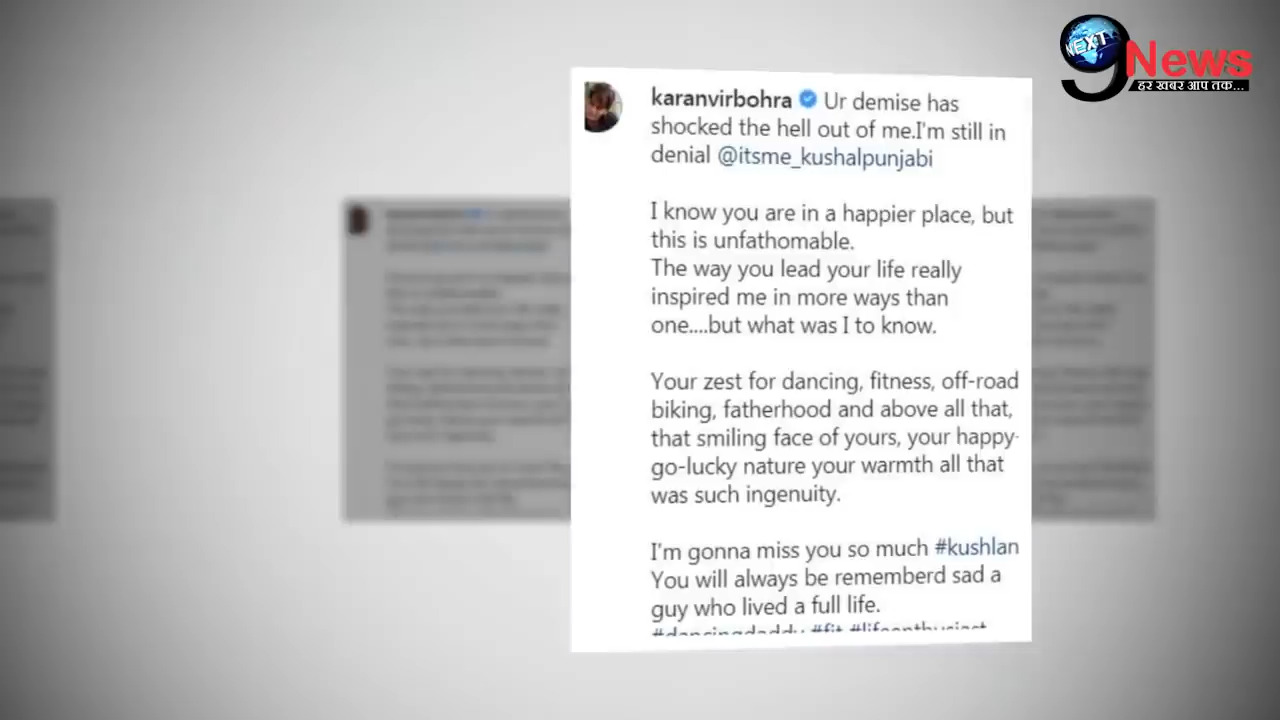 NEXT
9 News
हर खबर आप तक...
karanvirbohra Ur demise has
shocked the hell out of me.I'm still in
denial @itsme_kushalpunjabi
I know you are in a happier place, but
this is unfathomable.
The way you lead your life really
inspired me in more ways than
one....but what was I to know.
Your zest for dancing, fitness, off-road
biking, fatherhood and above all that,
that smiling face of yours, your happy-
go-lucky nature your warmth all that
was such ingenuity.
I'm gonna miss you so much #kushlan
You will always be rememberd sad a
guy who lived a full life.
#dancingdaddy #fit #lifeenthusiast